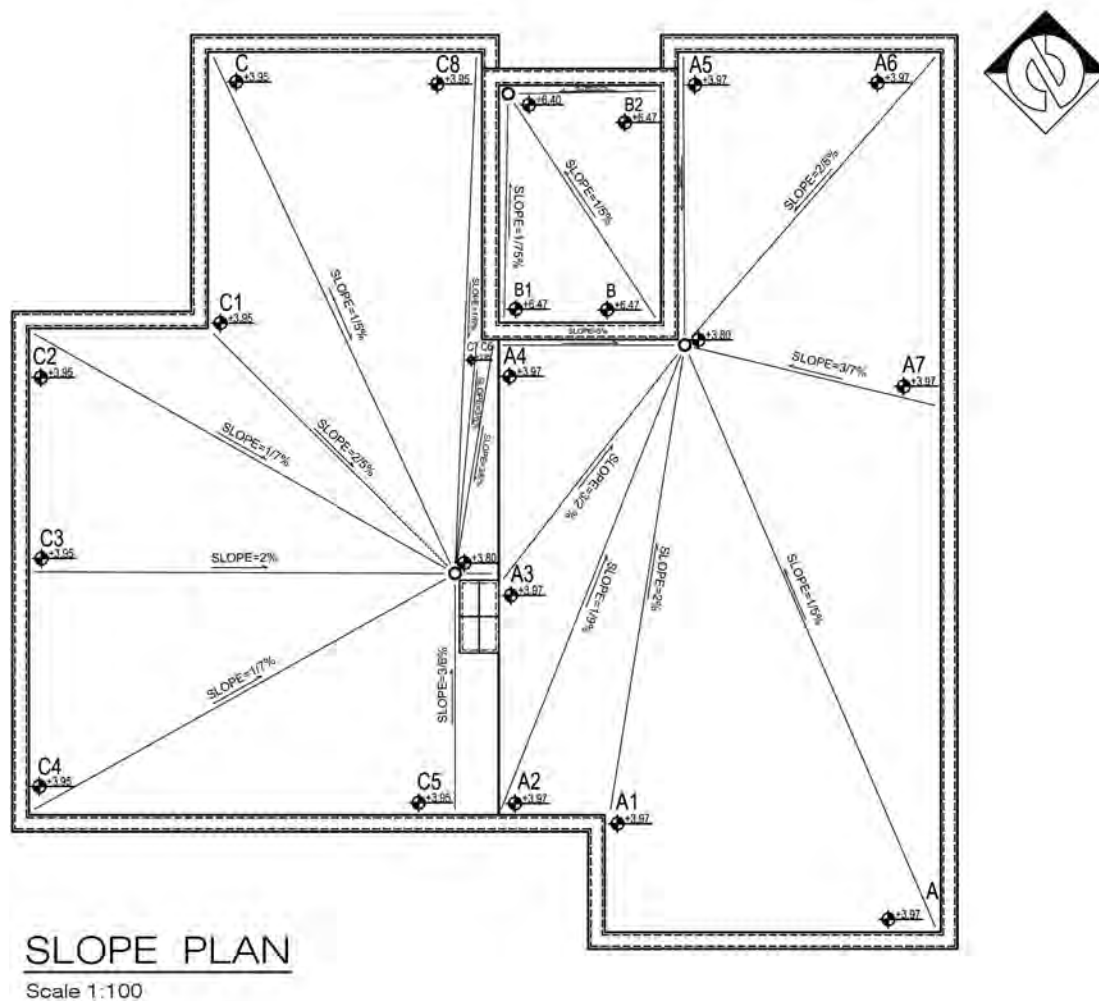 C
+3.95
C8
+3.95
A5
+3.97
A6
+3.97
+6.40
B2
+6.47
SLOPE=1/5%
SLOPE=2/6%
SLOPE=1/75%
B1
+6.47
B
+6.47
C1
+3.95
SLOPE=1/5%
+3.80
C2
+3.95
C7
C6
A4
+3.97
SLOPE=3/7%
A7
+3.97
SLOPE=1/7%
SLOPE=2/5%
SLOPE=3/2 %
C3
+3.95
SLOPE=2%
+3.80
A3
+3.97
SLOPE=1/9%
SLOPE=2%
SLOPE=1/5%
SLOPE=1/7%
SLOPE=3/6%
C4
+3.95
C5
+3.95
A2
+3.97
A1
+3.97
A
+3.97
SLOPE PLAN
Scale 1:100